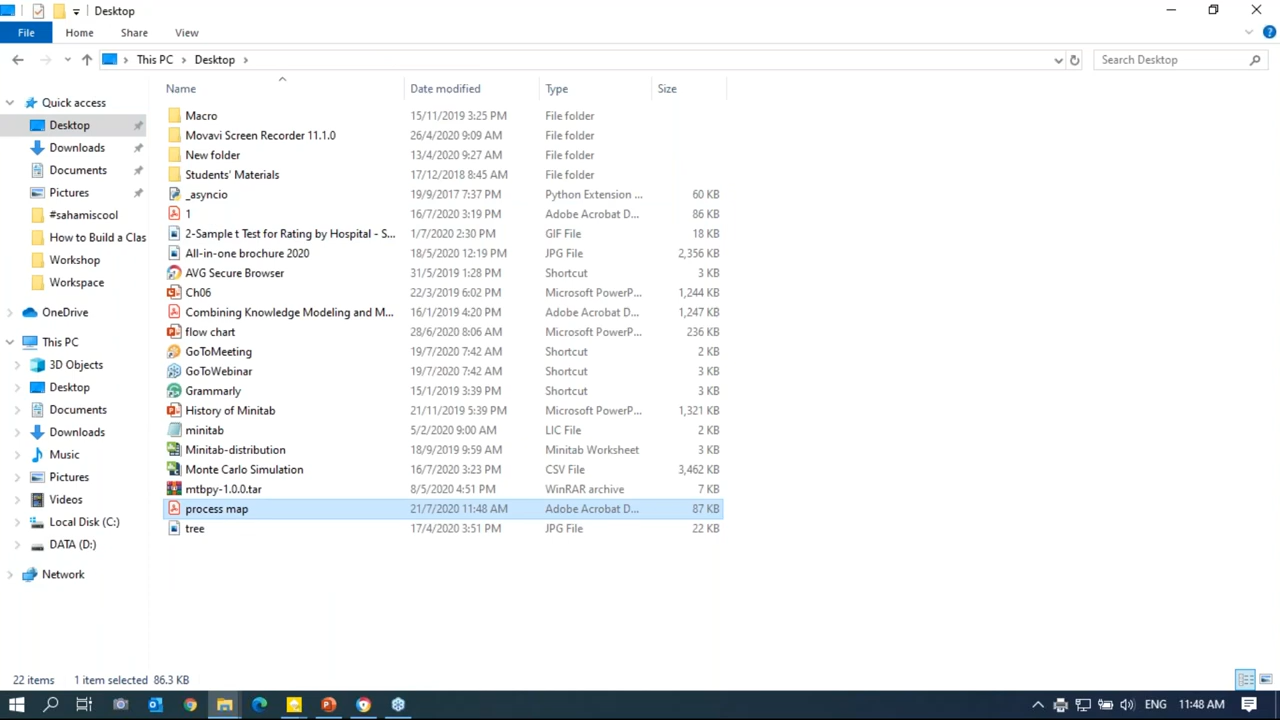 Desktop
File Home Share View
This PC Desktop Search Desktop
Name Date modified Type Size
Quick access
Desktop
Downloads
Documents
Pictures
#sahamiscool
How to Build a Clas
Workshop
Workspace
OneDrive
This PC
3D Objects
Desktop
Documents
Downloads
Music
Pictures
Videos
Local Disk (C:)
DATA (D:)
Network
Macro 15/11/2019 3:25 PM File folder
Movavi Screen Recorder 11.1.0 26/4/2020 9:09 AM File folder
New folder 13/4/2020 9:27 AM File folder
Students' Materials 17/12/2018 8:45 AM File folder
_asyncio 19/9/2017 7:37 PM Python Extension ... 60 KB
1 16/7/2020 3:19 PM Adobe Acrobat D... 86 KB
2-Sample t Test for Rating by Hospital - S... 1/7/2020 2:30 PM GIF File 18 KB
All-in-one brochure 2020 18/5/2020 12:19 PM JPG File 2,356 KB
AVG Secure Browser 31/5/2019 1:28 PM Shortcut 3 KB
Ch06 22/3/2019 6:02 PM Microsoft PowerP... 1,244 KB
Combining Knowledge Modeling and M... 16/1/2019 4:20 PM Adobe Acrobat D... 1,247 KB
flow chart 28/6/2020 8:06 AM Microsoft PowerP... 236 KB
GoToMeeting 19/7/2020 7:42 AM Shortcut 2 KB
GoToWebinar 19/7/2020 7:42 AM Shortcut 3 KB
Grammarly 15/1/2019 3:39 PM Shortcut 3 KB
History of Minitab 21/11/2019 5:39 PM Microsoft PowerP... 1,321 KB
minitab 5/2/2020 9:00 AM LIC File 2 KB
Minitab-distribution 18/9/2019 9:59 AM Minitab Worksheet 3 KB
Monte Carlo Simulation 16/7/2020 3:23 PM CSV File 3,462 KB
mtbpy-1.0.0.tar 8/5/2020 4:51 PM WinRAR archive 7 KB
process map 21/7/2020 11:48 AM Adobe Acrobat D... 87 KB
tree 17/4/2020 3:51 PM JPG File 22 KB
22 items 1 item selected 86.3 KB
ENG 11:48 AM